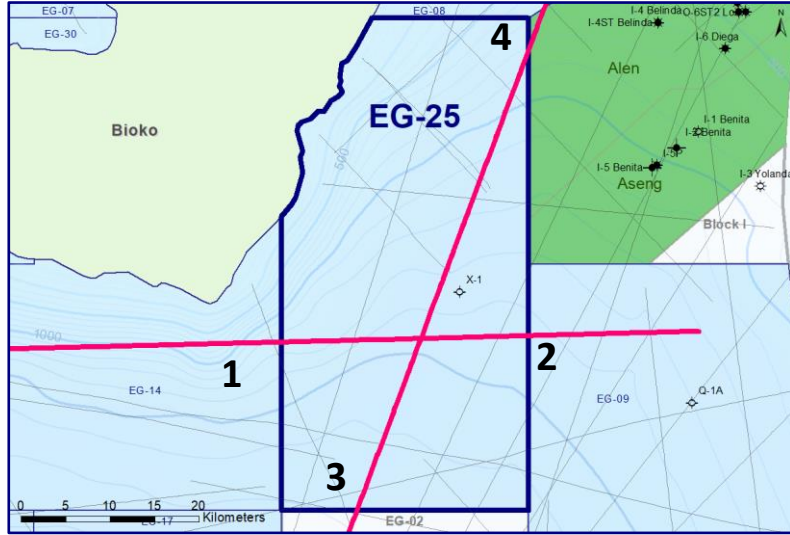 EG-07
EG-08
EG-30
4
I-4 Belinda
I-4ST Belinda
I-6 Diega
N
Alen
EG-25
Bioko
500
I-1 Benita
I-2 Benita
I-5 Benita
Aseng
I-3 Yolanda
Block I
X-1
1000
1
2
EG-14
EG-09
Q-1A
3
0 5 10 15 20
Kilometers
EG-17
EG-02